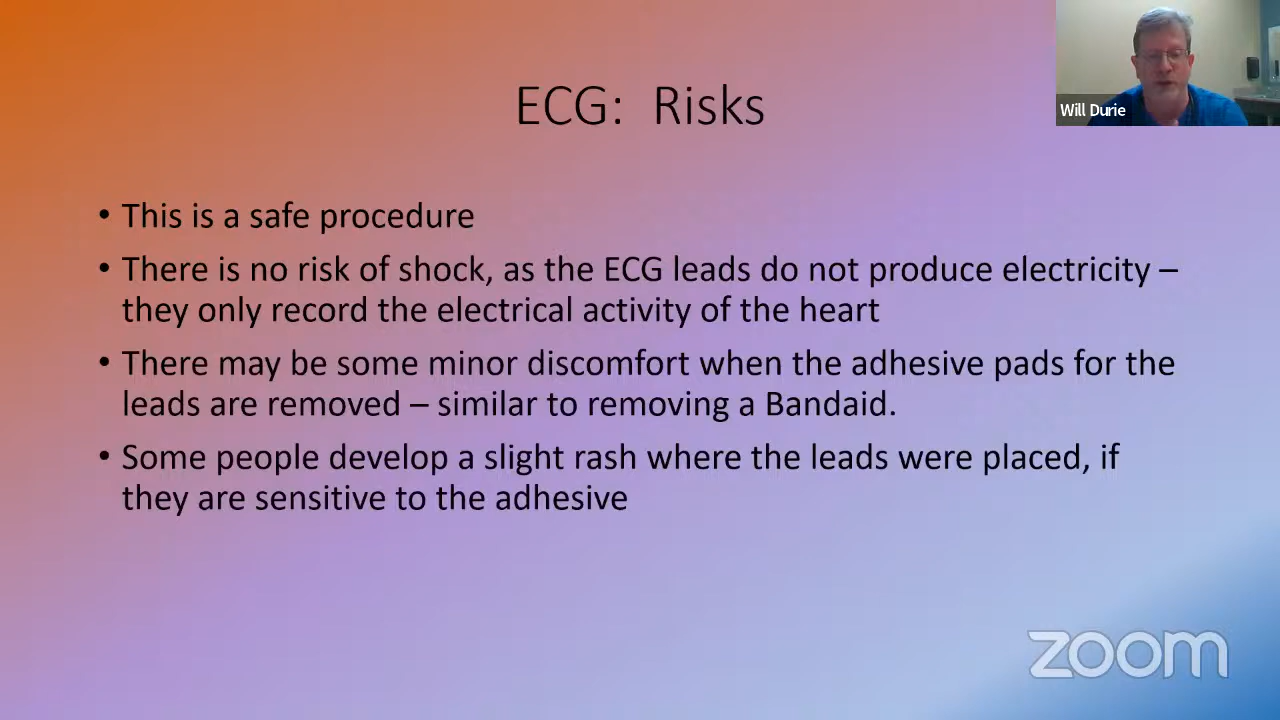 ECG: Risks
Will Durie
• This is a safe procedure
• There is no risk of shock, as the ECG leads do not produce electricity –
they only record the electrical activity of the heart
• There may be some minor discomfort when the adhesive pads for the
leads are removed – similar to removing a Bandaid.
• Some people develop a slight rash where the leads were placed, if
they are sensitive to the adhesive
zoom